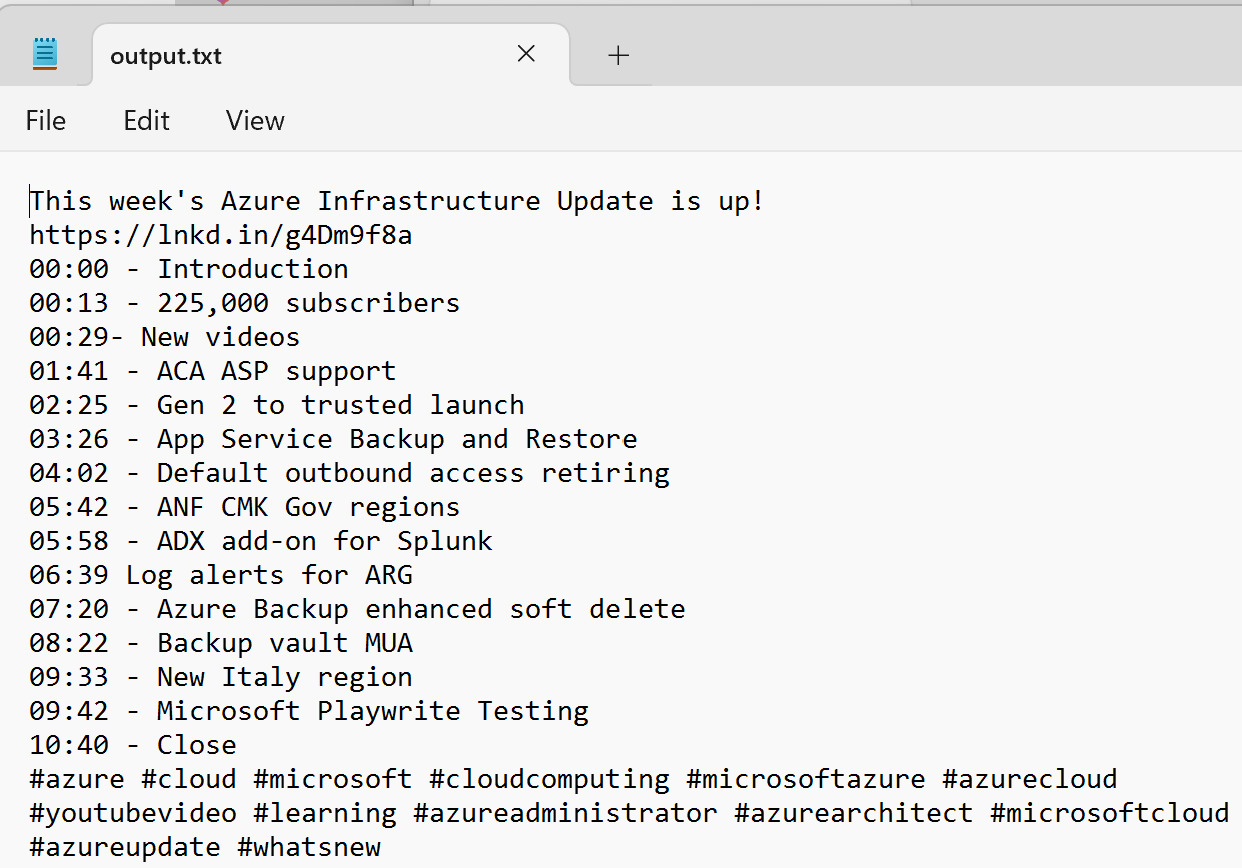 output.txt
File Edit View
This week's Azure Infrastructure Update is up!
https://lnkd.in/g4Dm9f8a
00:00 - Introduction
00:13 - 225,000 subscribers
00:29- New videos
01:41 - ACA ASP support
02:25 - Gen 2 to trusted launch
03:26 - App Service Backup and Restore
04:02 - Default outbound access retiring
05:42 - ANF CMK Gov regions
05:58 - ADX add-on for Splunk
06:39 Log alerts for ARG
07:20 - Azure Backup enhanced soft delete
08:22 - Backup vault MUA
09:33 - New Italy region
09:42 - Microsoft Playwrite Testing
10:40 - Close
#azure #cloud #microsoft #cloudcomputing #microsoftazure #azurecloud
#youtubevideo #learning #azureadministrator #azurearchitect #microsoftcloud
#azureupdate #whatsnew